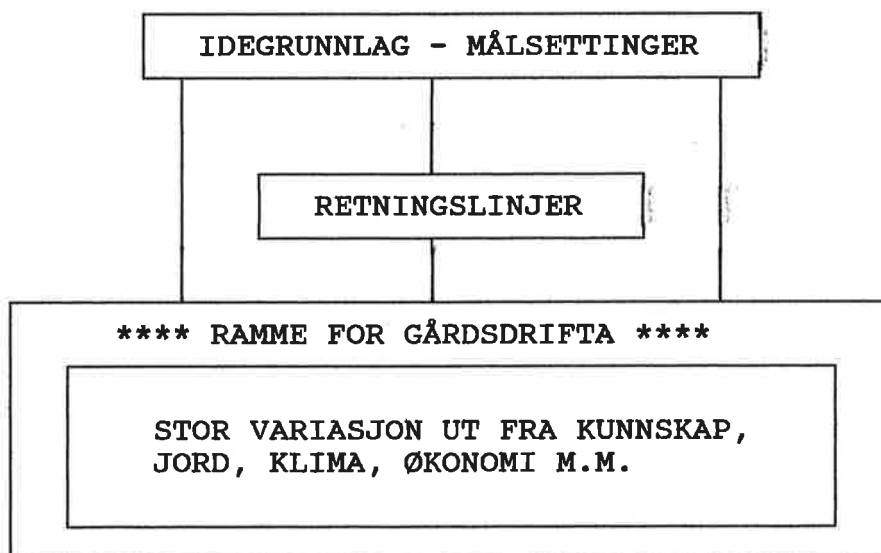 IDEGRUNNLAG - MÅLSETTINGER
RETNINGSLINJER
**** RAMME FOR GÅRDSDRIFTA ****
STOR VARIASJON UT FRA KUNNSKAP,
JORD, KLIMA, ØKONOMI M.M.